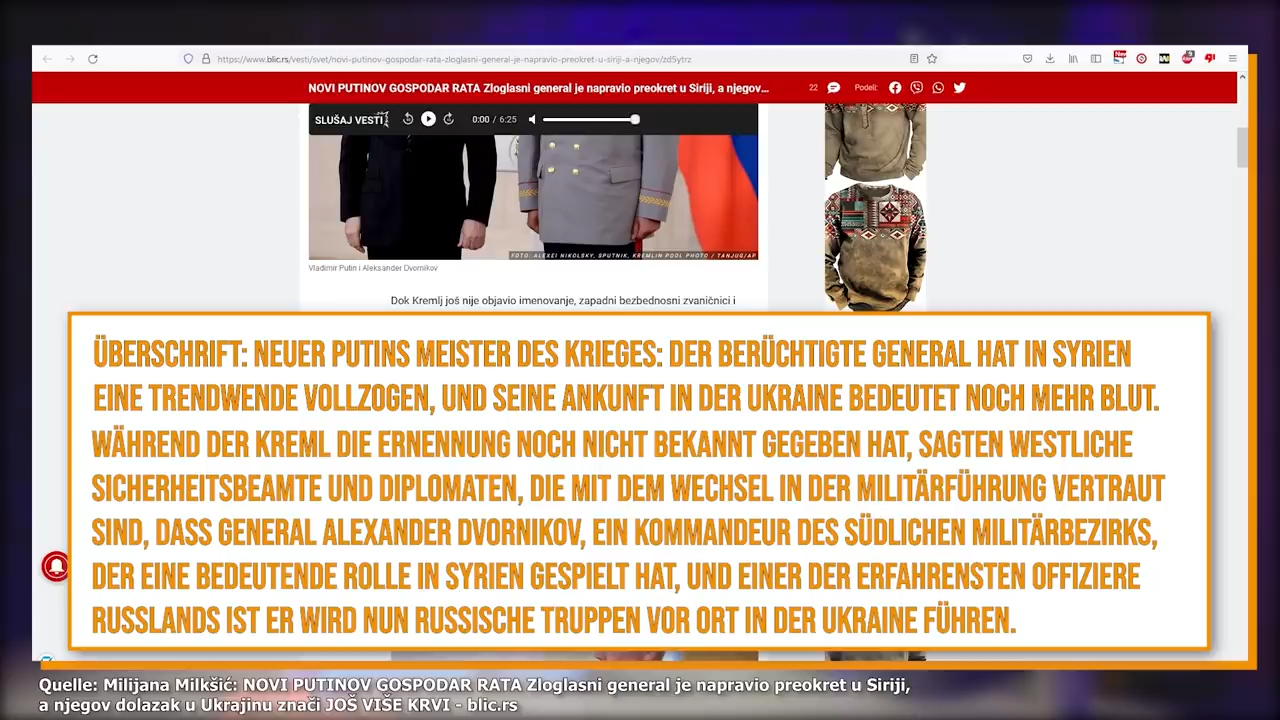 https://www.blic.rs/vesti/svet/novi-putinov-gospodar-rata-zloglasni-general-je-napravio-preokret-u-siriji-a-njegov/zd5ytrz
NOVI PUTINOV GOSPODAR RATA Zloglasni general je napravio preokret u Siriji, a njegov... 22 Podeli:
SLUŠAJ VESTI 0:00 / 6:25
FOTO: ALEXEI NIKOLSKY, SPUTNIK, KREMLIN POOL PHOTO / TANJUG/AP
Vladimir Putin i Aleksander Dvornikov
Dok Kremlj još nije objavio imenovanje, zapadni bezbednosni zvaničnici i
ÜBERSCHRIFT: NEUER PUTINS MEISTER DES KRIEGES: DER BERÜCHTIGTE GENERAL HAT IN SYRIEN
EINE TRENDWENDE VOLLZOGEN, UND SEINE ANKUNFT IN DER UKRAINE BEDEUTET NOCH MEHR BLUT.
WÄHREND DER KREML DIE ERNENNUNG NOCH NICHT BEKANNT GEGEBEN HAT, SAGTEN WESTLICHE
SICHERHEITSBEAMTE UND DIPLOMATEN, DIE MIT DEM WECHSEL IN DER MILITÄRFÜHRUNG VERTRAUT
SIND, DASS GENERAL ALEXANDER DVORNIKOV, EIN KOMMANDEUR DES SÜDLICHEN MILITÄRBEZIRKS,
DER EINE BEDEUTENDE ROLLE IN SYRIEN GESPIELT HAT, UND EINER DER ERFAHRENSTEN OFFIZIERE
RUSSLANDS IST ER WIRD NUN RUSSISCHE TRUPPEN VOR ORT IN DER UKRAINE FÜHREN.
Quelle: Milijana Milkšić: NOVI PUTINOV GOSPODAR RATA Zloglasni general je napravio preokret u Siriji,
a njegov dolazak u Ukrajinu znači JOŠ VIŠE KRVI - blic.rs